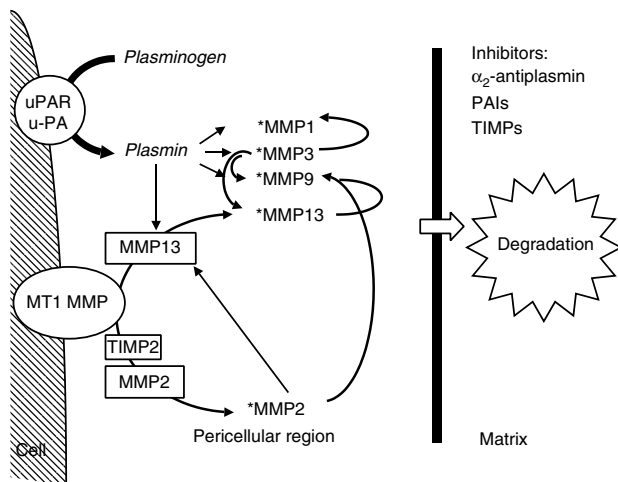 Plasminogen
uPAR
u-PA
Plasmin
*MMP1
*MMP3
*MMP9
*MMP13
MMP13
MT1 MMP
TIMP2
MMP2
*MMP2
Pericellular region
Cell
Inhibitors:
α₂-antiplasmin
PAIs
TIMPs
Degradation
Matrix